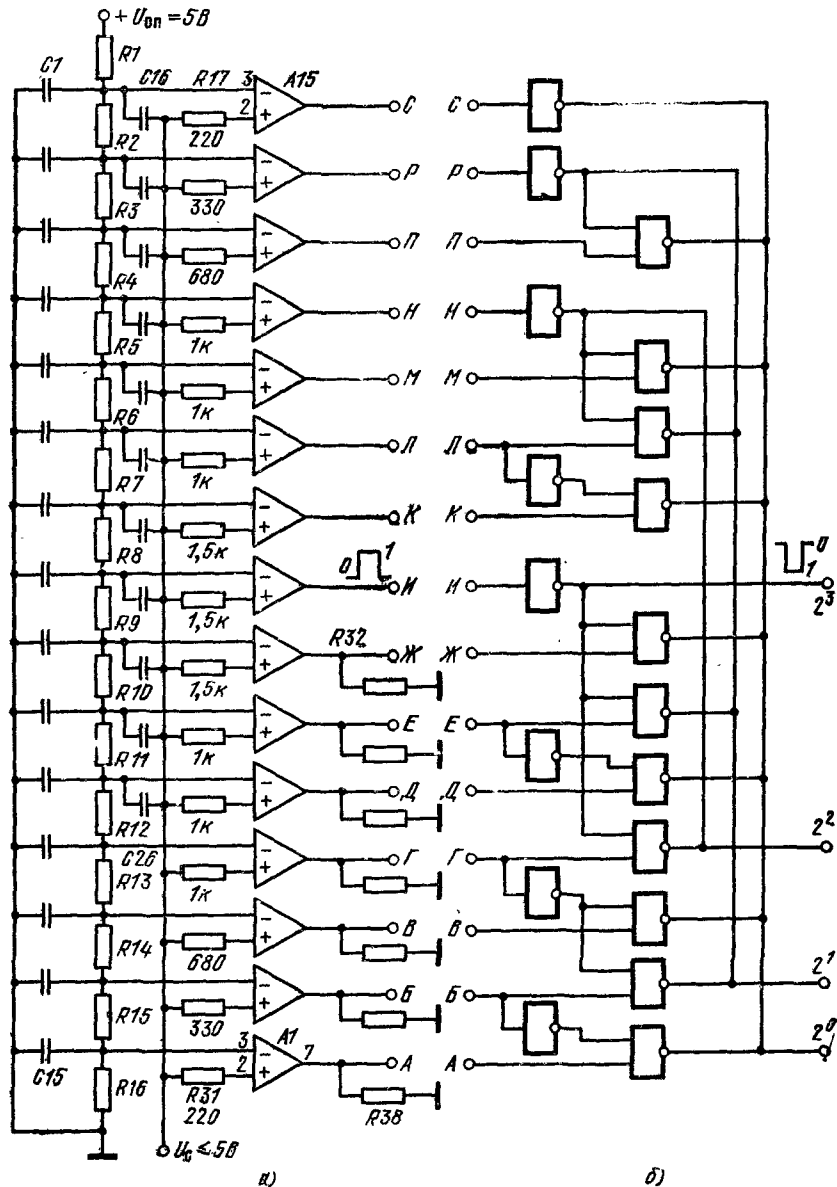 + Uоп = 5В
R1
C1
C16
R17
3
A15
2
220
С
С
R2
330
Р
Р
R3
680
П
П
R4
1к
Н
Н
R5
1к
М
М
R6
1к
Л
Л
R7
1,5к
К
К
R8
1,5к
0
1
И
И
0
1
2³
R9
1,5к
R32
Ж
Ж
R10
1к
Е
Е
R11
1к
Д
Д
R12
C26
1к
Г
Г
2²
R13
680
В
В
R14
330
Б
Б
2¹
R15
3
A1
7
C15
2
А
А
2⁰
R16
R31
220
R38
Uс ≤ 5В
а)
б)